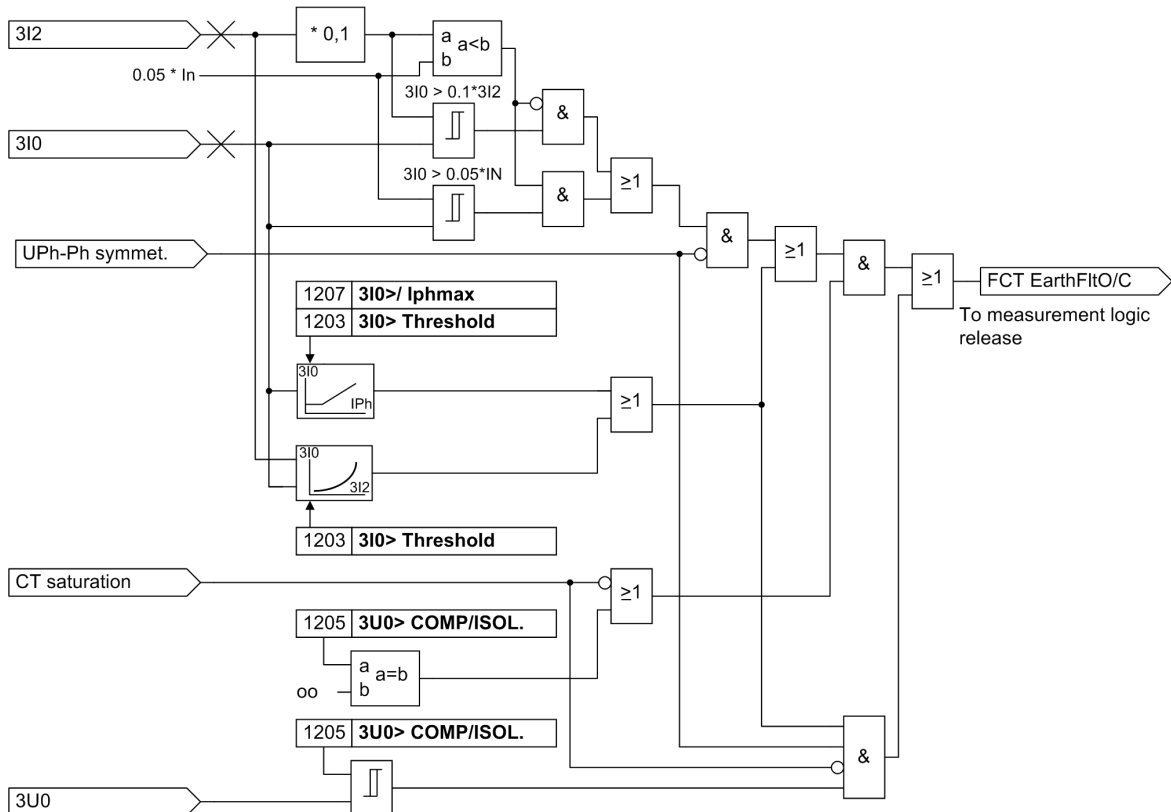 3I2
* 0,1
a
b
a<b
0.05 * In
3I0 > 0.1*3I2
&
3I0
3I0 > 0.05*IN
&
≥1
UPh-Ph symmet.
&
≥1
&
≥1
FCT EarthFltO/C
To measurement logic
release
1207 3I0>/ Iphmax
1203 3I0> Threshold
3I0
IPh
≥1
3I0
3I2
1203 3I0> Threshold
CT saturation
≥1
1205 3U0> COMP/ISOL.
a
b
a=b
oo
1205 3U0> COMP/ISOL.
&
3U0